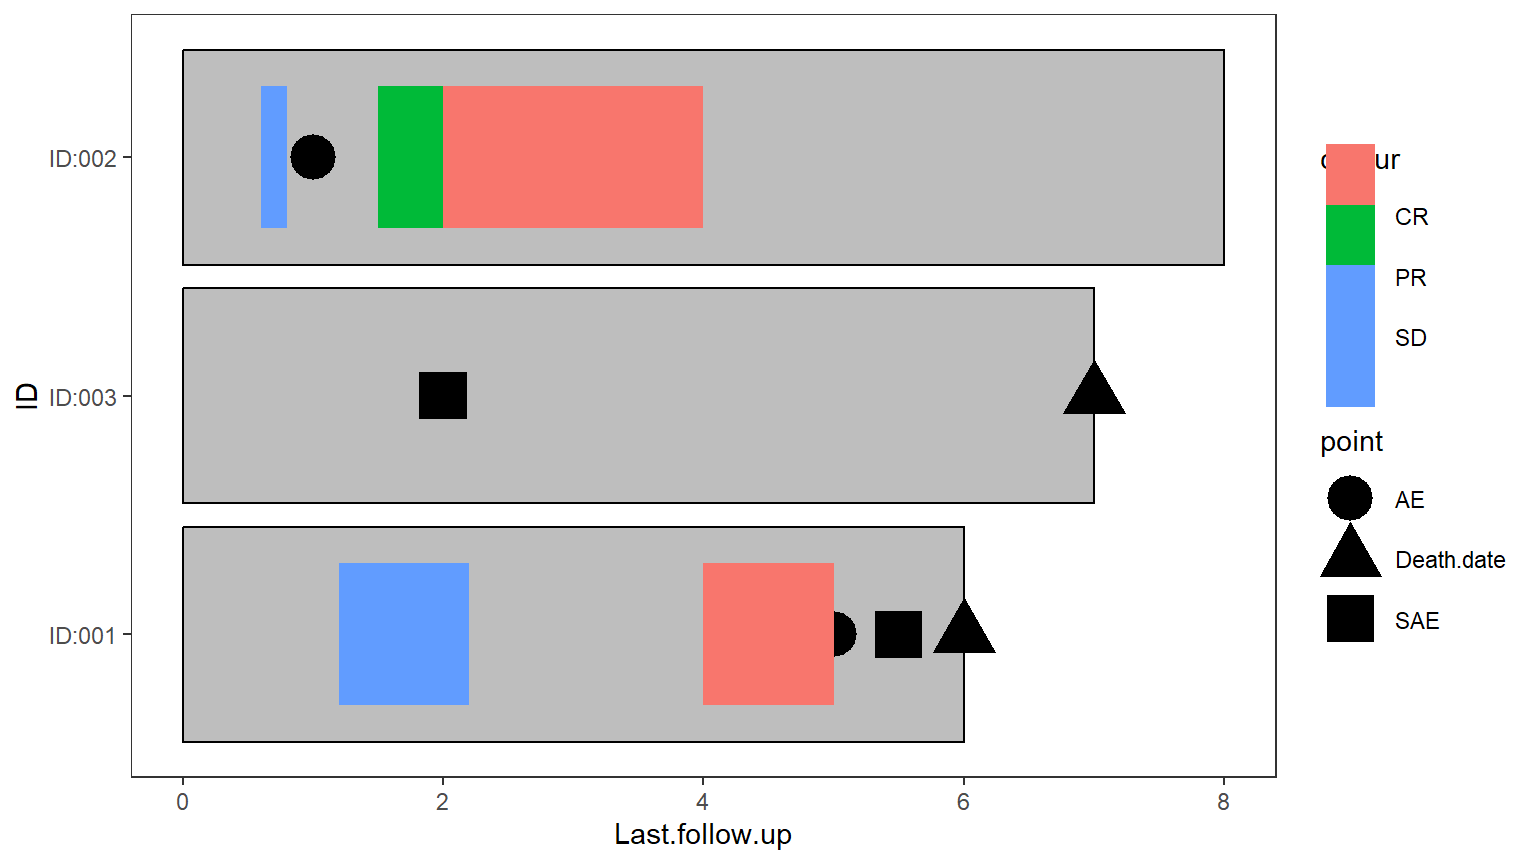 ID:002
ID:003
ID:001
ID
0 2 4 6 8
Last.follow.up
CR
PR
SD
point
AE
Death.date
SAE